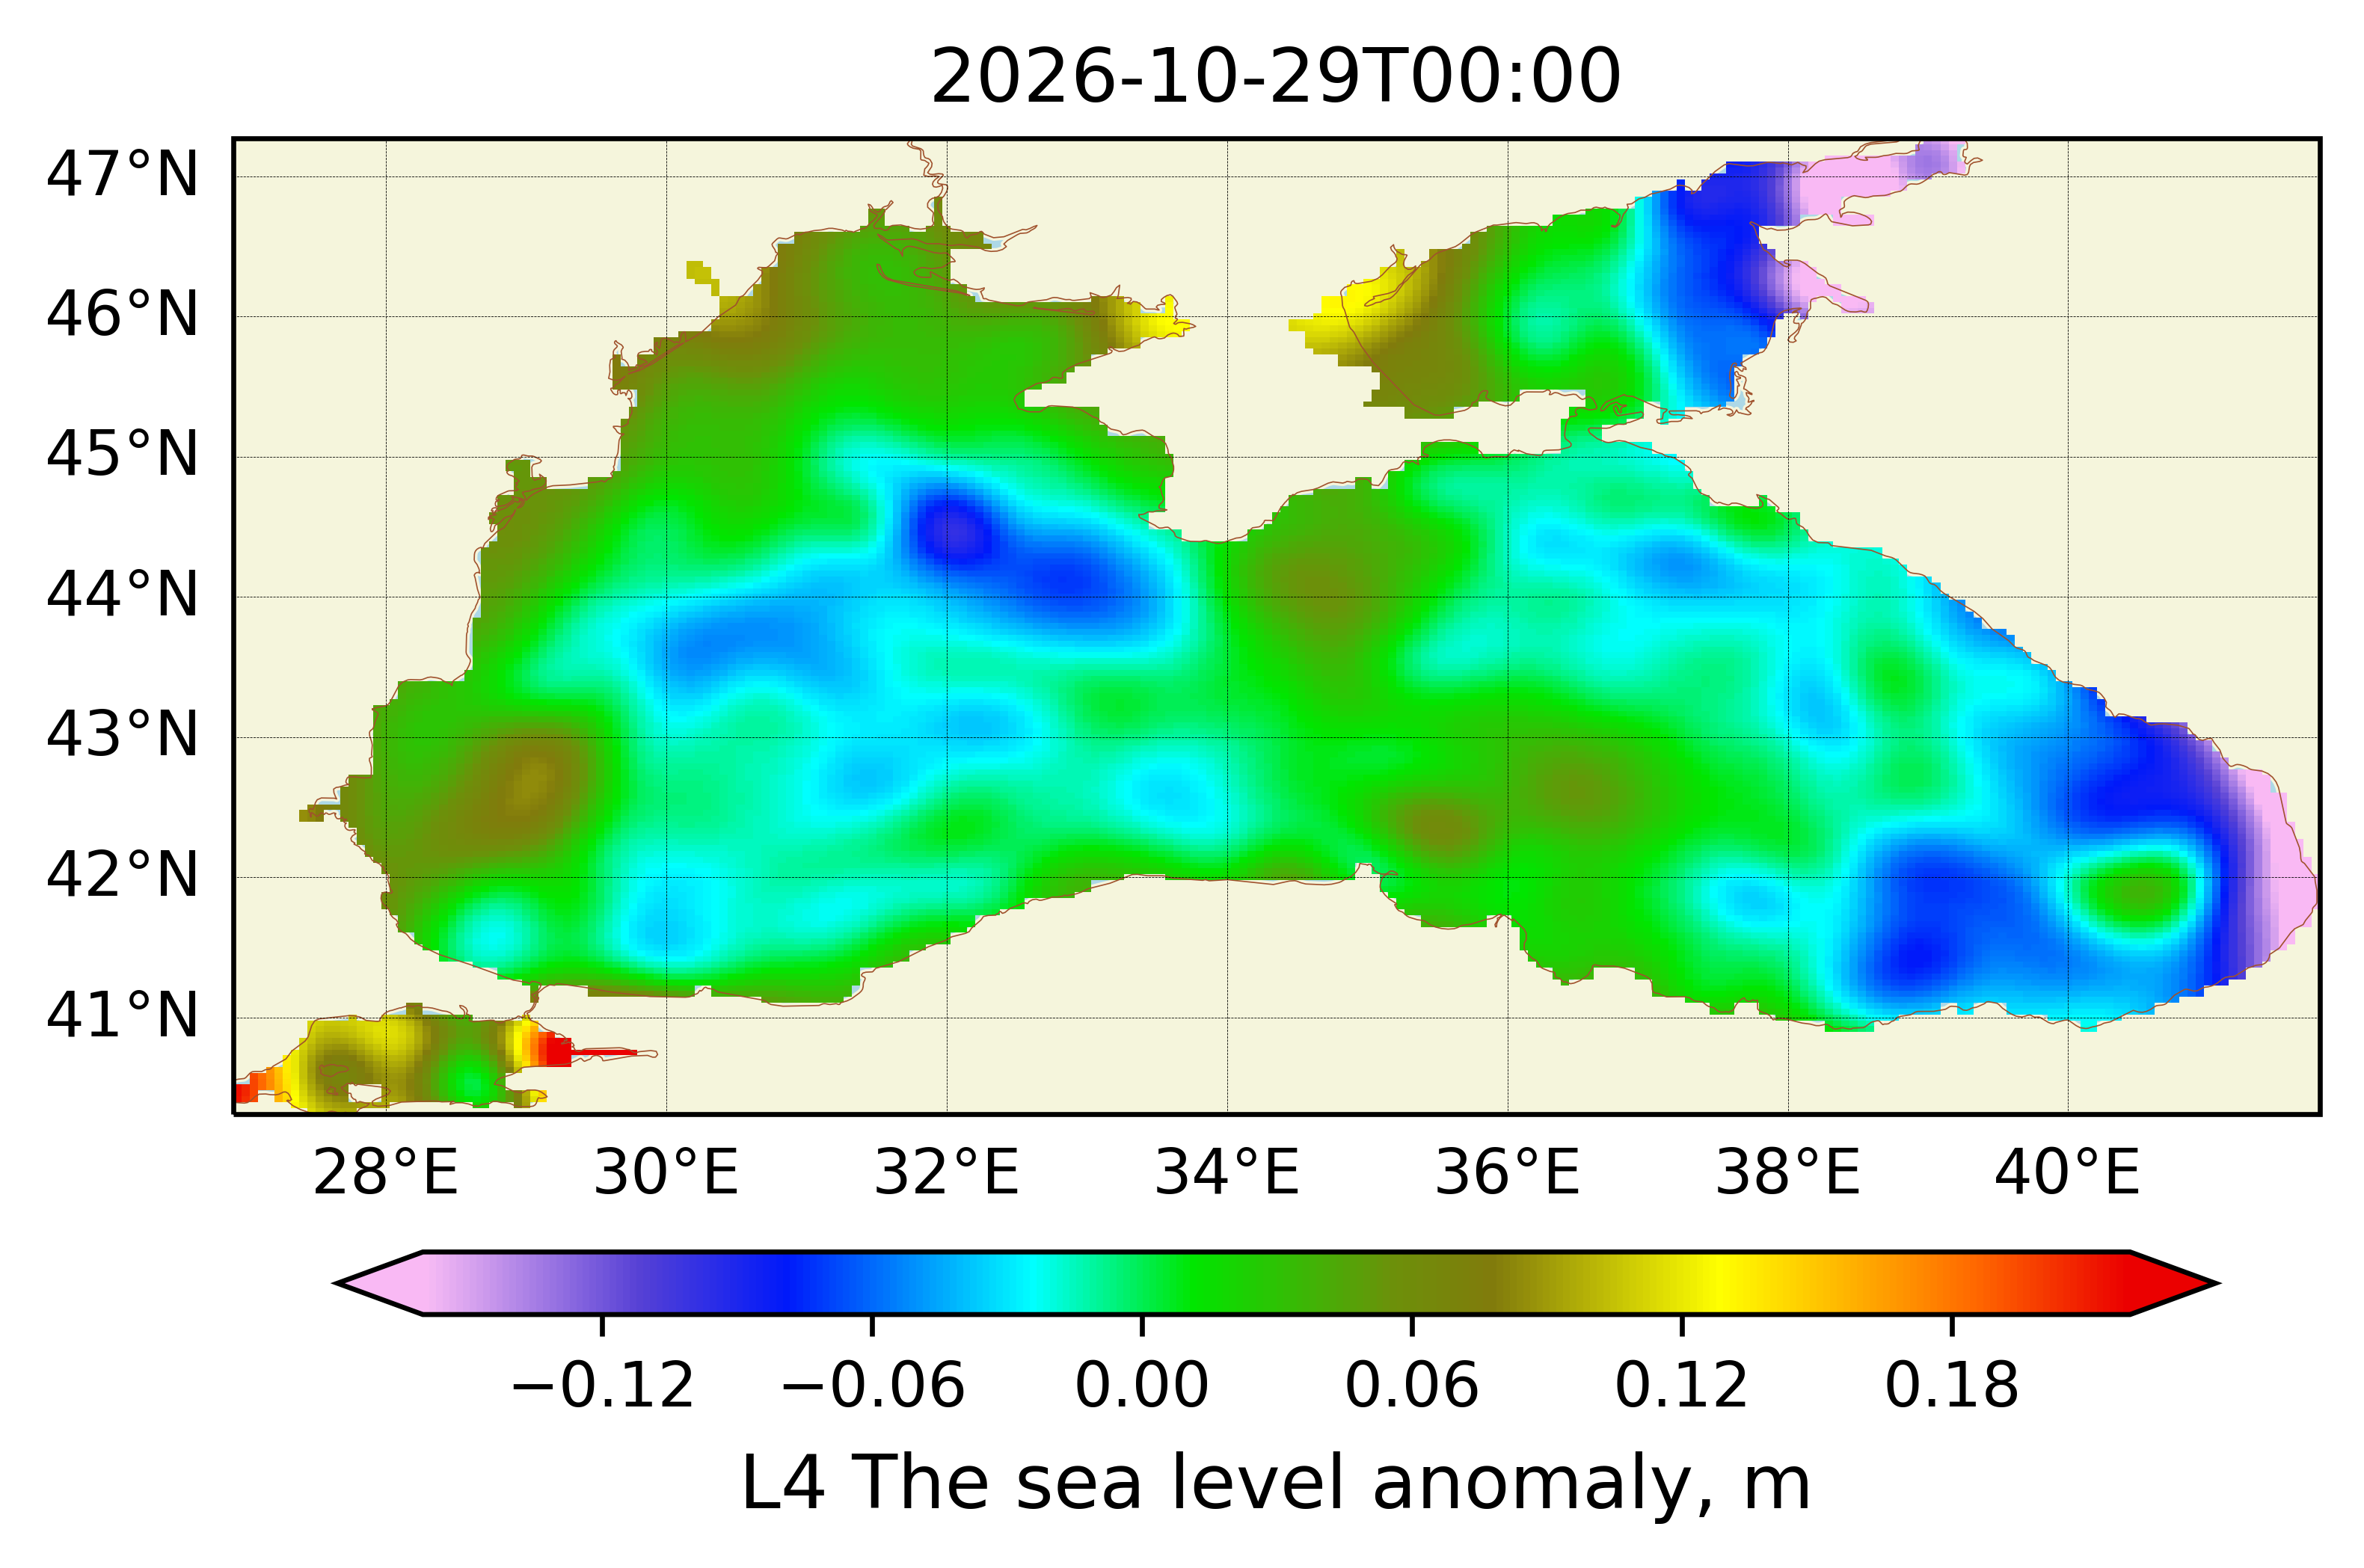 2026-10-29T00:00
47°N
46°N
45°N
44°N
43°N
42°N
41°N
28°E 30°E 32°E 34°E 36°E 38°E 40°E
−0.12 −0.06 0.00 0.06 0.12 0.18
L4 The sea level anomaly, m